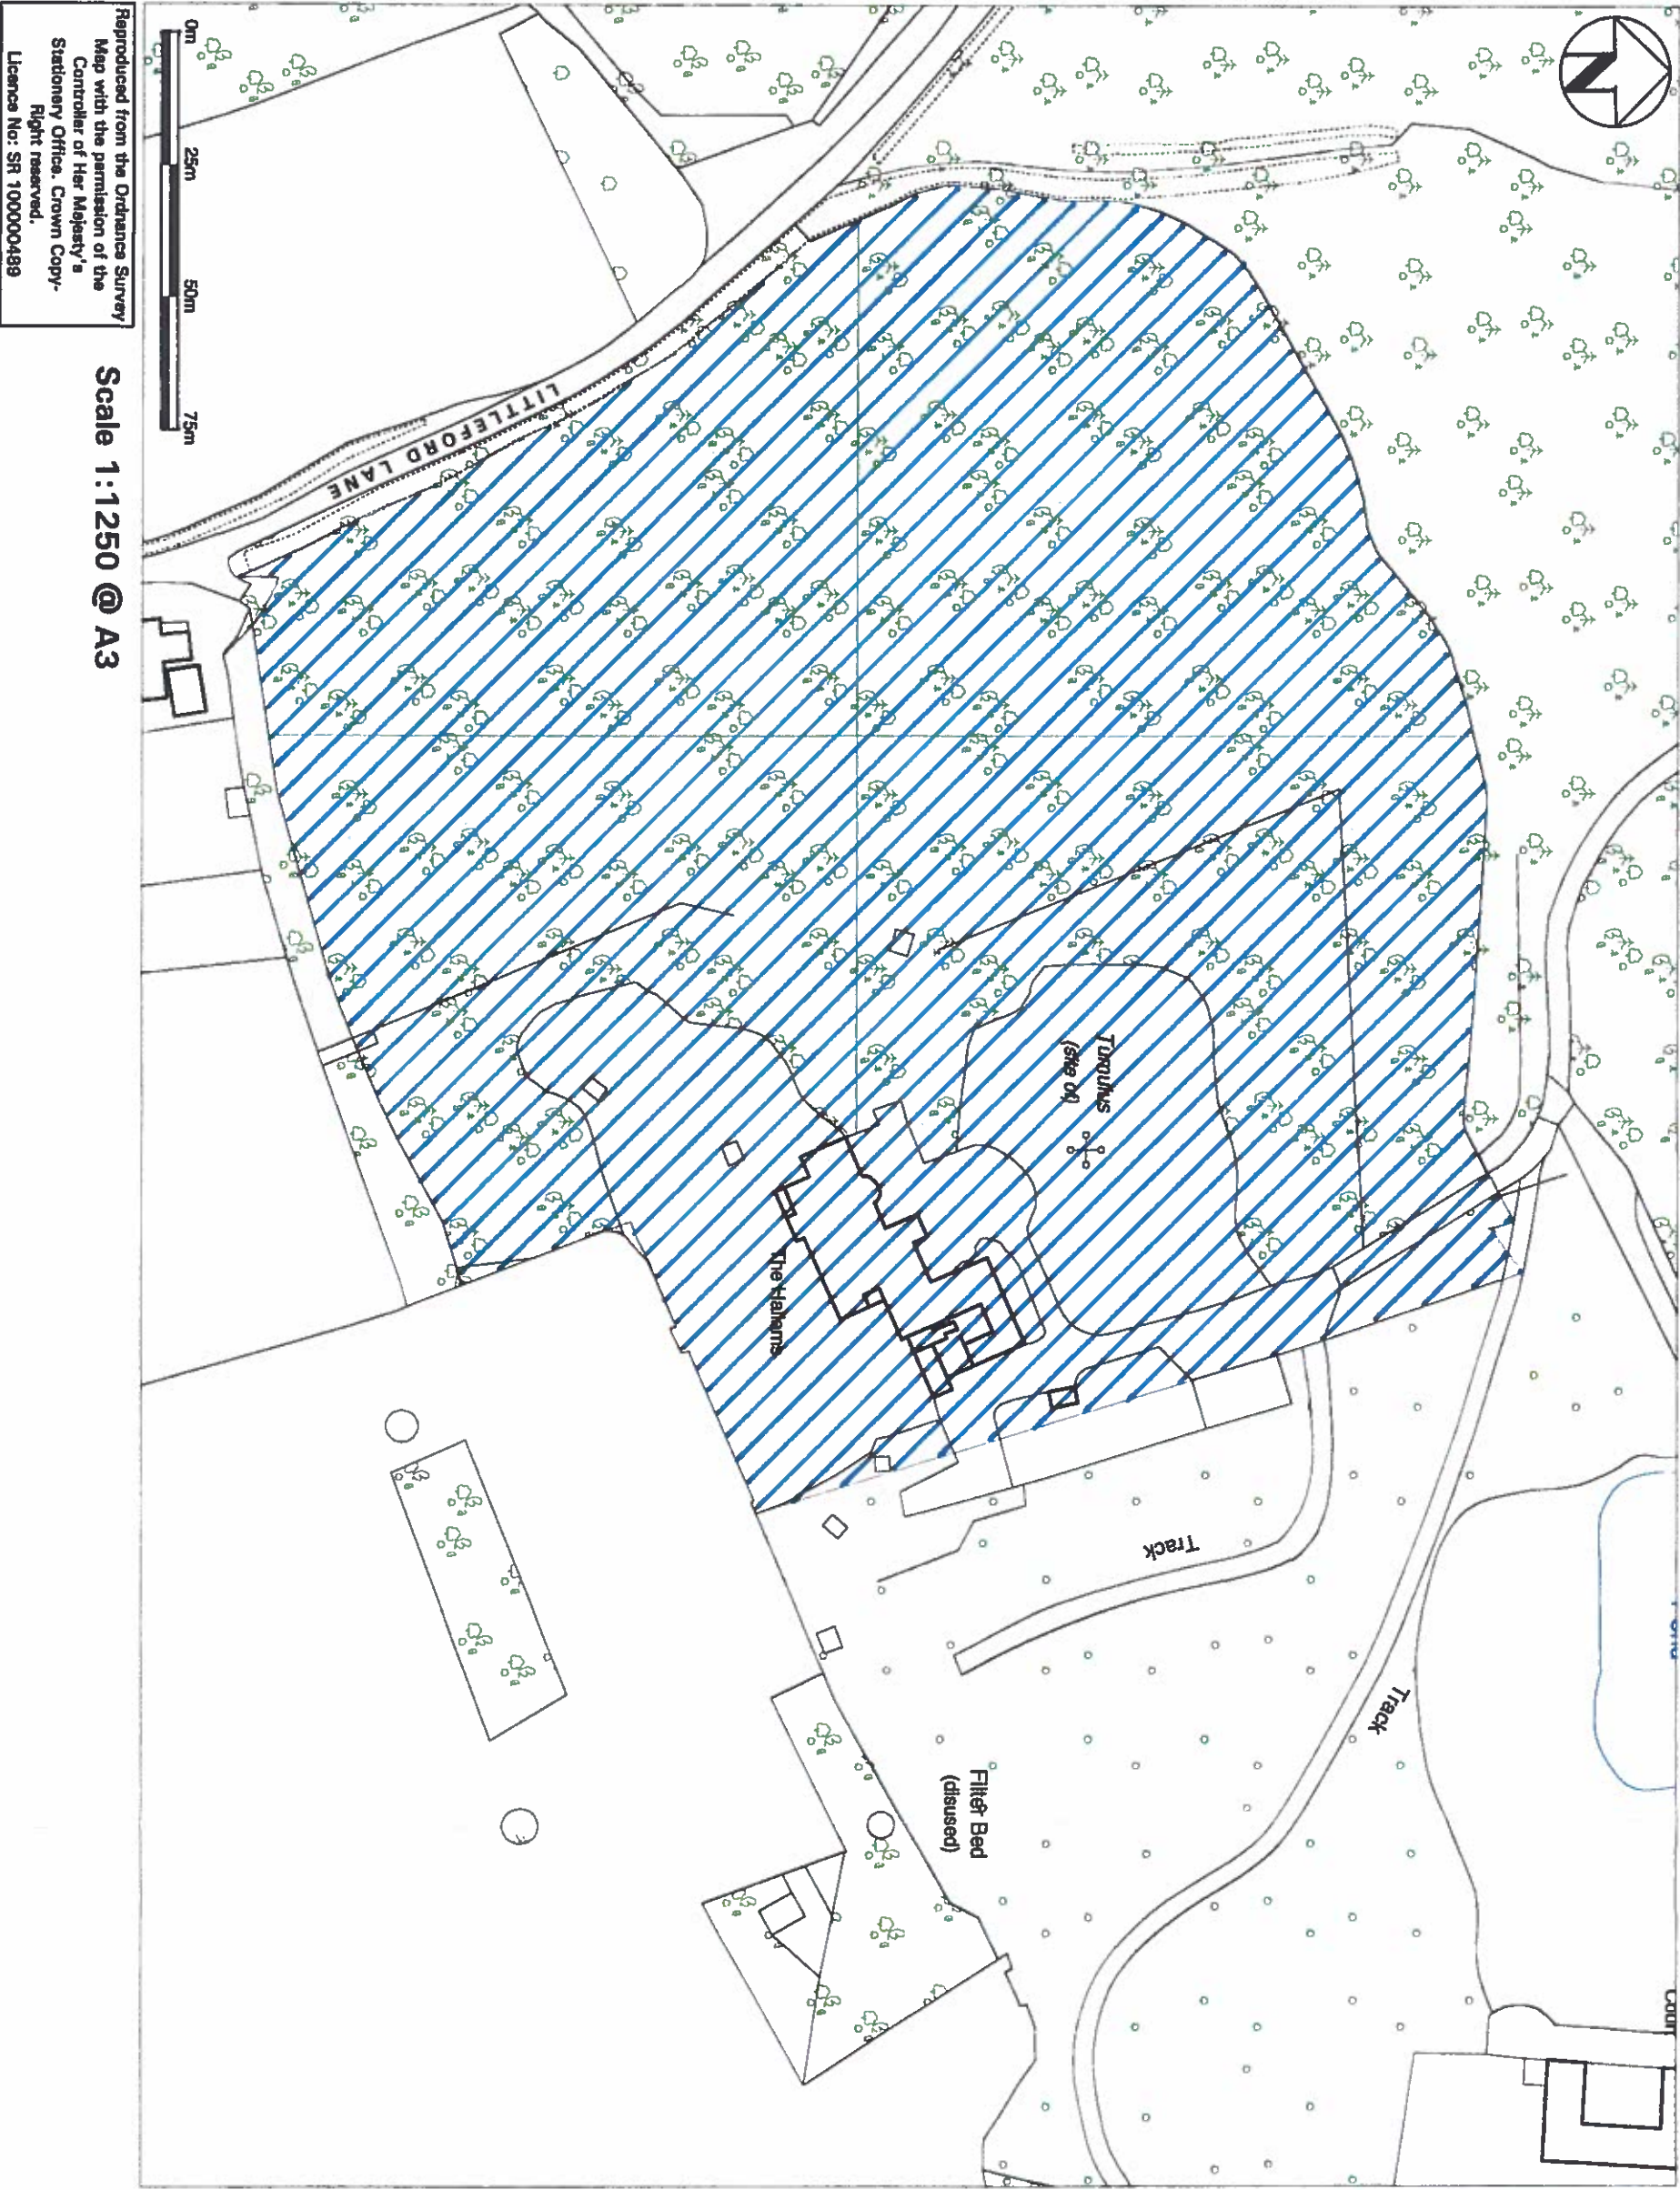 N
Tumulus
(site of)
The Hallams
LITTLEFORD LANE
Track
Track
Filter Bed
(disused)
Pond
0m
25m
50m
75m
Scale 1:1250 @ A3
Reproduced from the Ordnance Survey
Map with the permission of the
Controller of Her Majesty's
Stationery Office. Crown Copy-
Right reserved.
Licence No: SR 100000489